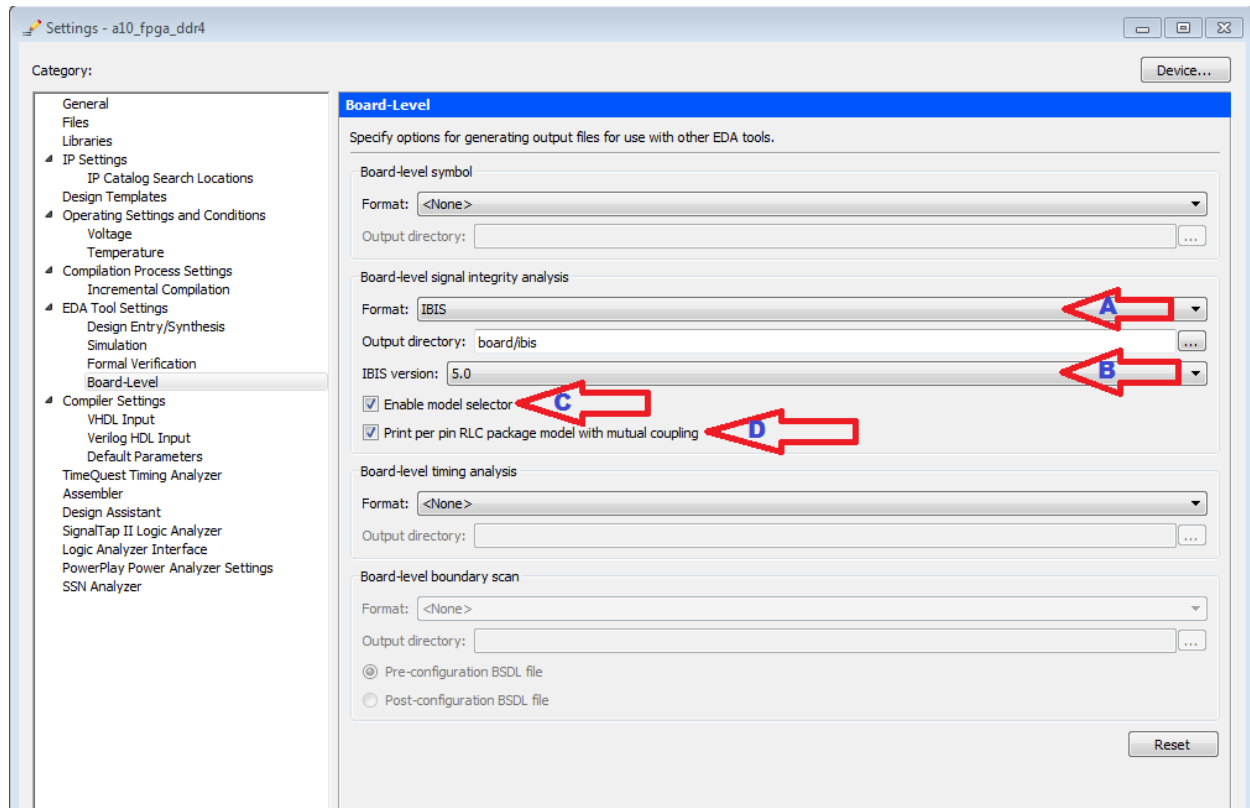 Settings - a10_fpga_ddr4
Category:
Device...
General
Files
Libraries
IP Settings
IP Catalog Search Locations
Design Templates
Operating Settings and Conditions
Voltage
Temperature
Compilation Process Settings
Incremental Compilation
EDA Tool Settings
Design Entry/Synthesis
Simulation
Formal Verification
Board-Level
Compiler Settings
VHDL Input
Verilog HDL Input
Default Parameters
TimeQuest Timing Analyzer
Assembler
Design Assistant
SignalTap II Logic Analyzer
Logic Analyzer Interface
PowerPlay Power Analyzer Settings
SSN Analyzer
Board-Level
Specify options for generating output files for use with other EDA tools.
Board-level symbol
Format: <None>
Output directory: ...
Board-level signal integrity analysis
Format: IBIS A
Output directory: board/ibis ...
IBIS version: 5.0 B
Enable model selector C
Print per pin RLC package model with mutual coupling D
Board-level timing analysis
Format: <None>
Output directory: ...
Board-level boundary scan
Format: <None>
Output directory: ...
Pre-configuration BSDL file
Post-configuration BSDL file
Reset